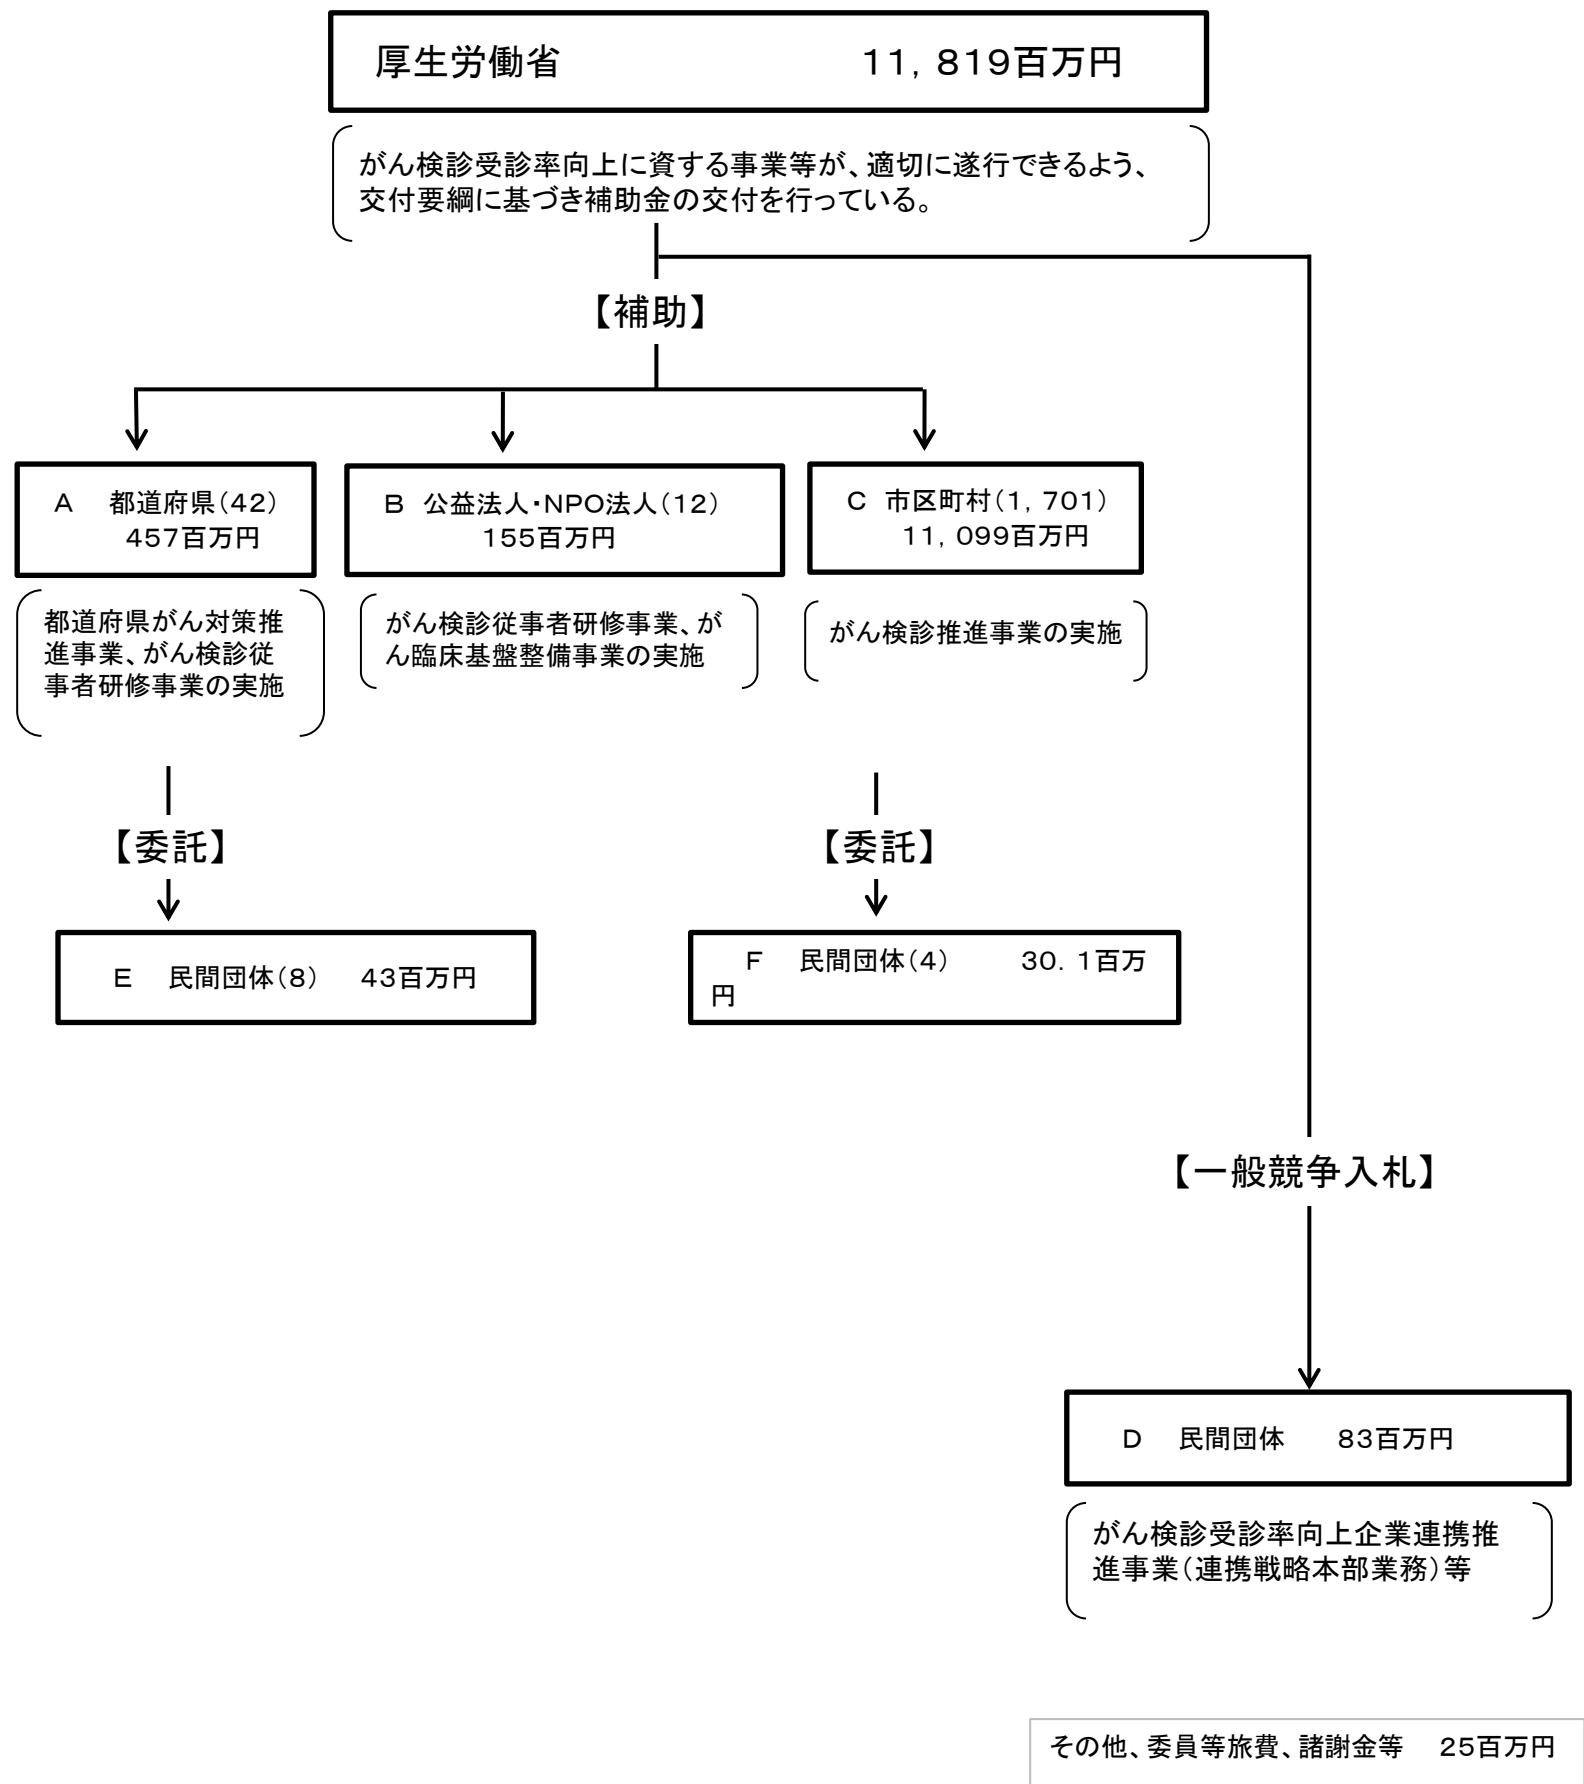 厚生労働省　　　　　　　　11，819百万円
がん検診受診率向上に資する事業等が、適切に遂行できるよう、
交付要綱に基づき補助金の交付を行っている。
【補助】
A　都道府県（42）
457百万円
B　公益法人・NPO法人（12）
155百万円
C　市区町村（1，701）
11，099百万円
都道府県がん対策推
進事業、がん検診従
事者研修事業の実施
がん検診従事者研修事業、が
ん臨床基盤整備事業の実施
がん検診推進事業の実施
【委託】
【委託】
E　民間団体（8）　43百万円
F　民間団体（4）　　30．1百万
円
【一般競争入札】
D　民間団体　　83百万円
がん検診受診率向上企業連携推
進事業（連携戦略本部業務）等
その他、委員等旅費、諸謝金等　25百万円